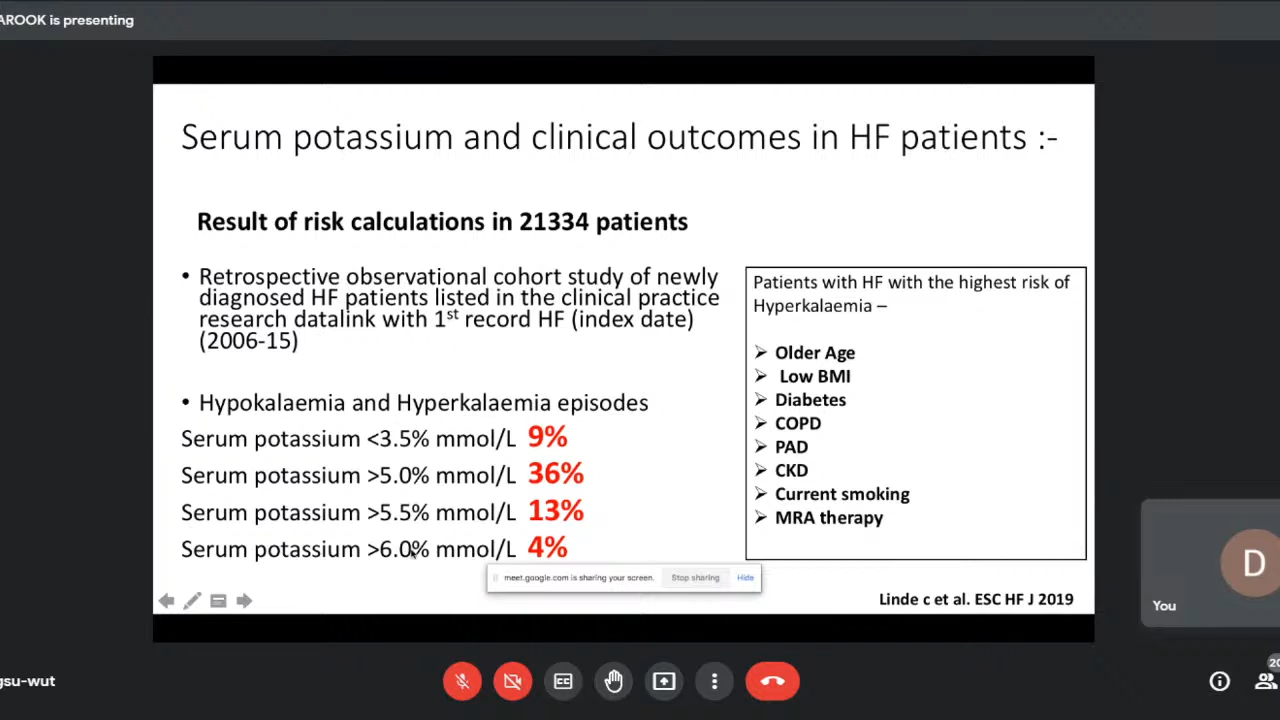 AROOK is presenting
Serum potassium and clinical outcomes in HF patients :-
Result of risk calculations in 21334 patients
• Retrospective observational cohort study of newly
diagnosed HF patients listed in the clinical practice
research datalink with 1st record HF (index date)
(2006-15)
• Hypokalaemia and Hyperkalaemia episodes
Serum potassium <3.5% mmol/L 9%
Serum potassium >5.0% mmol/L 36%
Serum potassium >5.5% mmol/L 13%
Serum potassium >6.0% mmol/L 4%
Patients with HF with the highest risk of
Hyperkalaemia –
➢ Older Age
➢ Low BMI
➢ Diabetes
➢ COPD
➢ PAD
➢ CKD
➢ Current smoking
➢ MRA therapy
meet.google.com is sharing your screen. Stop sharing Hide
Linde c et al. ESC HF J 2019
D
You
gsu-wut
20